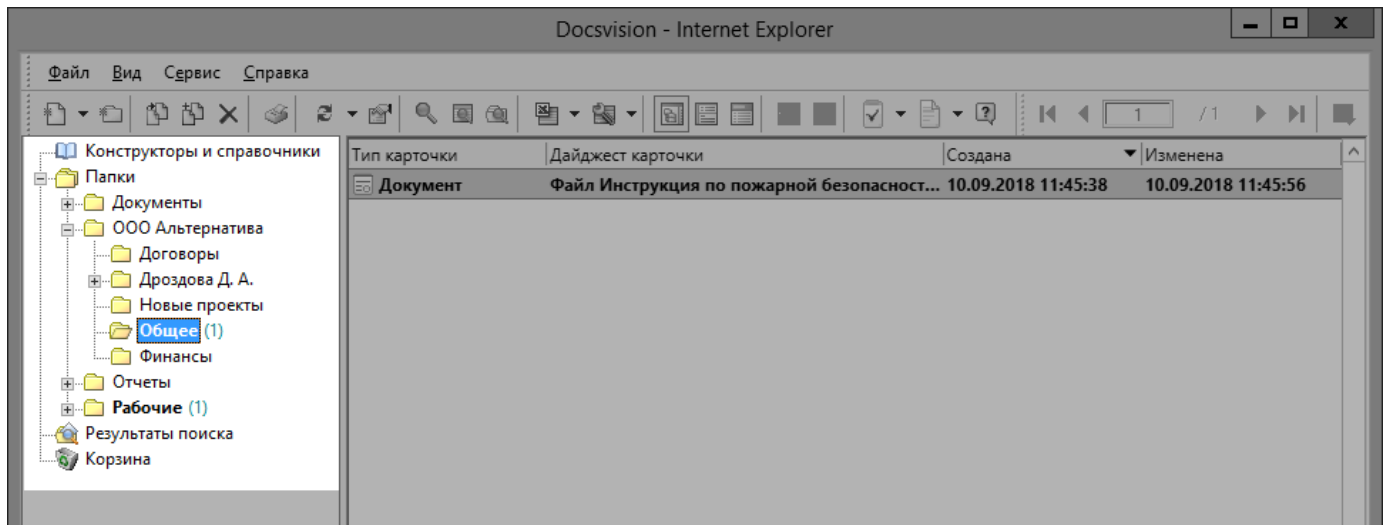 Docsvision - Internet Explorer
Файл Вид Сервис Справка
1 / 1
Конструкторы и справочники
Папки
Документы
ООО Альтернатива
Договоры
Дроздова Д. А.
Новые проекты
Общее (1)
Финансы
Отчеты
Рабочие (1)
Результаты поиска
Корзина
Тип карточки Дайджест карточки Создана Изменена
Документ Файл Инструкция по пожарной безопасност... 10.09.2018 11:45:38 10.09.2018 11:45:56